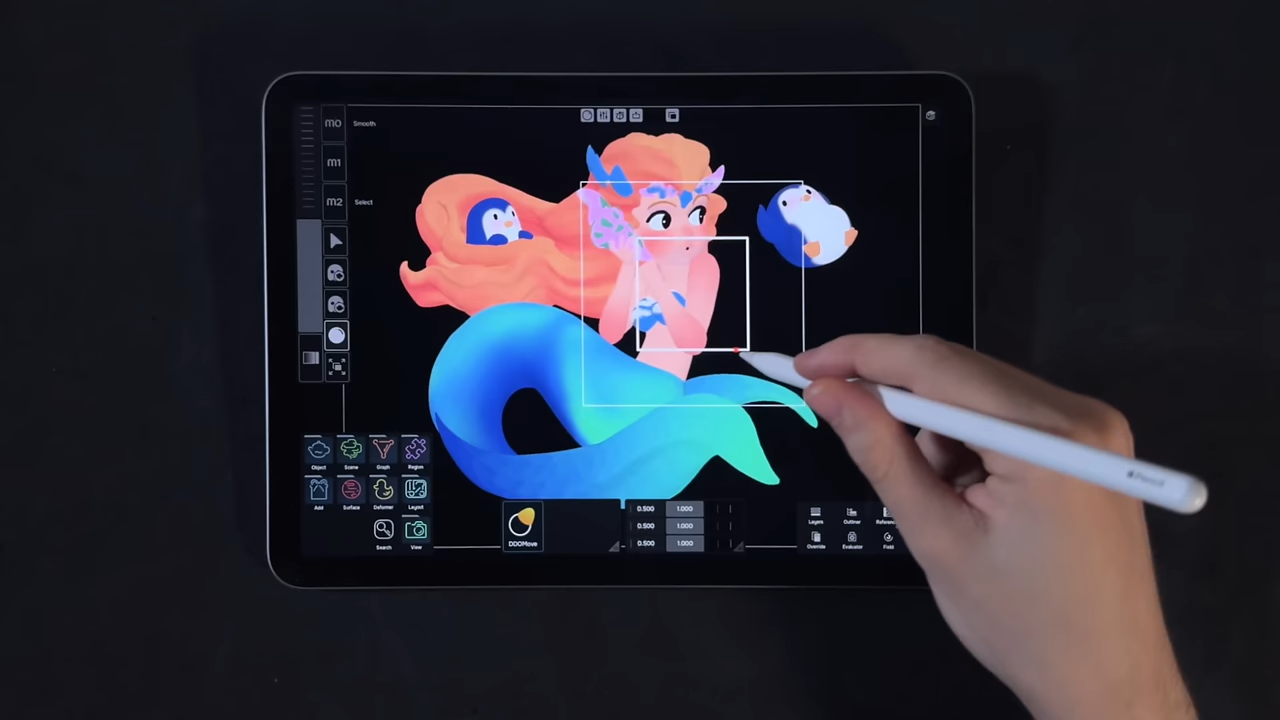 m0 Smooth
m1
m2 Select
Object Scene Graph Region
Add Surface Deformer Layout
Search View
DDOMove
0.500 1.000
0.500 1.000
0.500 1.000
Layers Outliner
Override Evaluator Field
Pencil